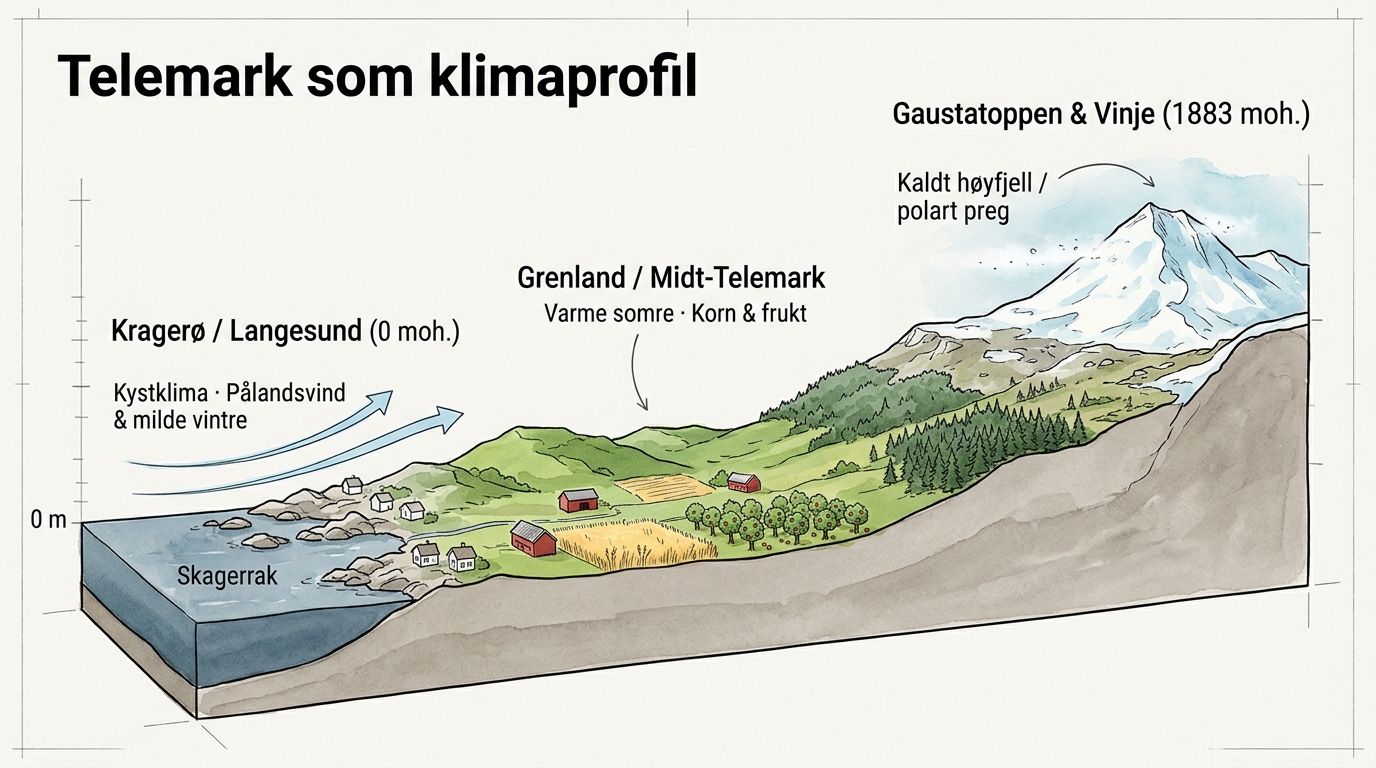 Telemark som klimaprofil
Gaustatoppen & Vinje (1883 moh.)
Kaldt høyfjell /
polart preg
Grenland / Midt-Telemark
Varme somre · Korn & frukt
Kragerø / Langesund (0 moh.)
Kystklima · Pålandsvind
& milde vintre
0 m
Skagerrak